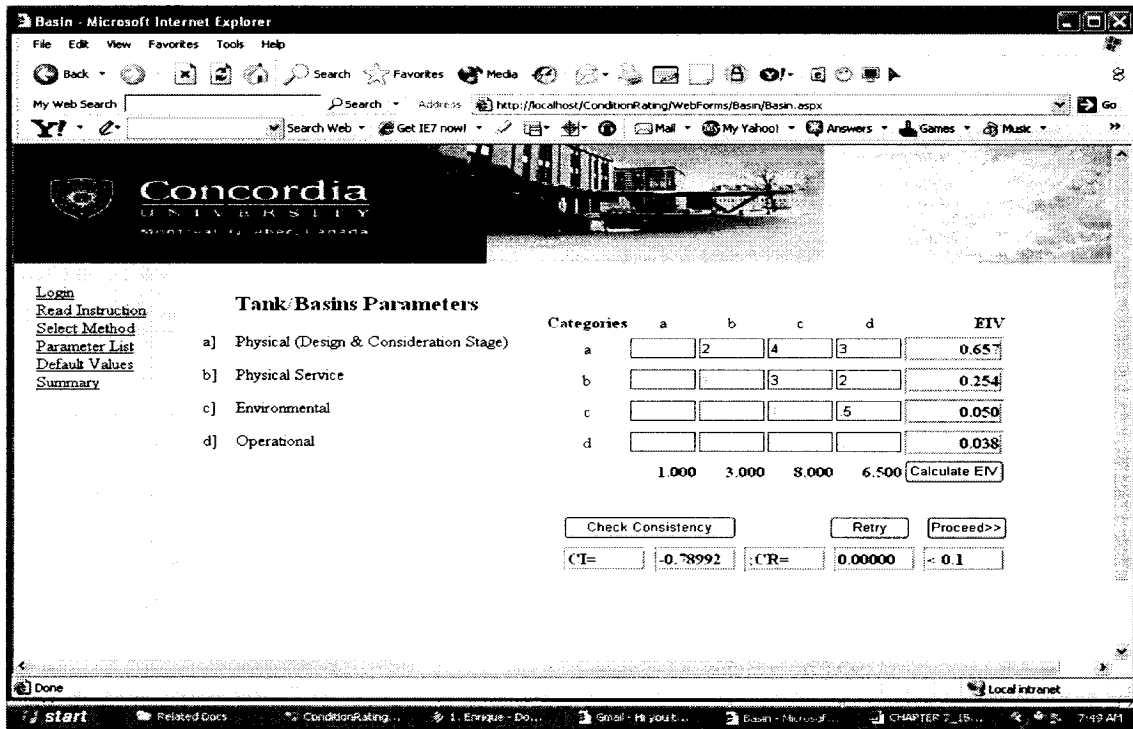 Basin - Microsoft Internet Explorer
File Edit View Favorites Tools Help
Back Search Favorites Media
My Web Search Search Address http://localhost/ConditionRating/WebForms/Basin/Basin.aspx Go
Y! Search Web Get IE7 now! Mail My Yahoo! Answers Games Music
Concordia
UNIVERSITY
Canada
Login
Read Instruction
Select Method
Parameter List
Default Values
Summary
Tank/Basins Parameters
a] Physical (Design & Consideration Stage)
b] Physical Service
c] Environmental
d] Operational
Categories a b c d EIV
a 2 4 3 0.657
b 3 2 0.254
c .5 0.050
d 0.038
1.000 3.000 8.000 6.500 Calculate EIV
Check Consistency Retry Proceed>>
CI= -0.78992 ;CR= 0.00000 < 0.1
Done Local intranet
start Related Docs ConditionRating... 1. Enrique - Do... Gmail - Hi you t... Basin - Microsof... CHAPTER 7_15... 7:49 AM